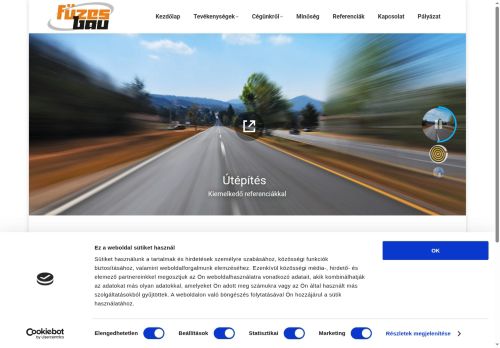 Füzes
bau
Kezdőlap Tevékenységek Cégünkről Minőség Referenciák Kapcsolat Pályázat
Útépítés
Kiemelkedő referenciákkal
Ez a weboldal sütiket használ
Sütiket használunk a tartalmak és hirdetések személyre szabásához, közösségi funkciók
biztosításához, valamint weboldalforgalmunk elemzéséhez. Ezenkívül közösségi média-, hirdető- és
elemező partnereinkkel megosztjuk az Ön weboldalhasználatra vonatkozó adatait, akik kombinálhatják
az adatokat más olyan adatokkal, amelyeket Ön adott meg számukra vagy az Ön által használt más
szolgáltatásokból gyűjtöttek. A weboldalon való böngészés folytatásával Ön hozzájárul a sütik
használatához.
OK
Cookiebot
by Usercentrics
Elengedhetetlen Beállítások Statisztikai Marketing Részletek megjelenítése